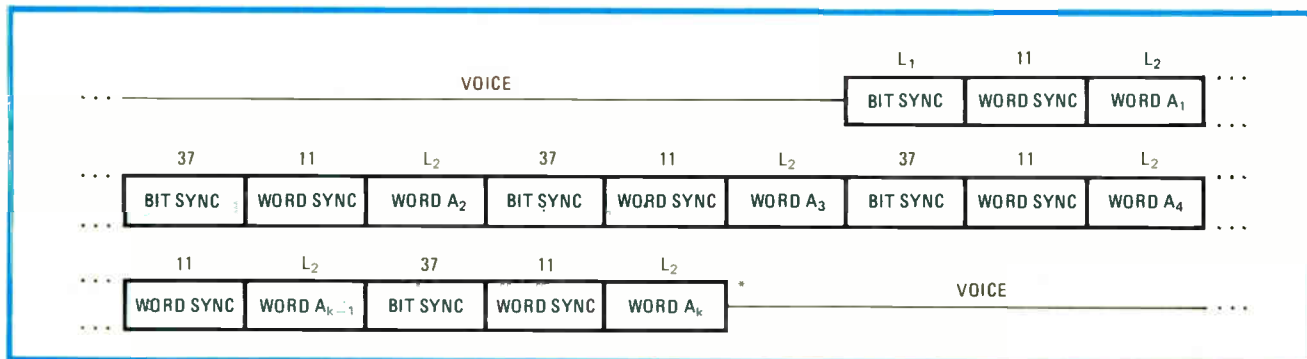 L₁ 11 L₂
VOICE
... BIT SYNC WORD SYNC WORD A₁ ...
37 11 L₂ 37 11 L₂ 37 11 L₂
... BIT SYNC WORD SYNC WORD A₂ BIT SYNC WORD SYNC WORD A₃ BIT SYNC WORD SYNC WORD A₄ ...
11 L₂ 37 11 L₂
... WORD SYNC WORD Aₖ₋₁ BIT SYNC WORD SYNC WORD Aₖ * VOICE ...